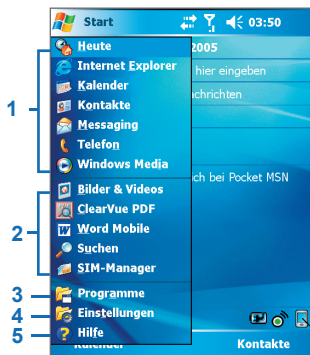 Start 03:50
Heute 2005
Internet Explorer hier eingeben
Kalender
Kontakte
Messaging
Telefon
Windows Media
1
Bilder & Videos ch bei Pocket MSN
ClearVue PDF
Word Mobile
2
Suchen
SIM-Manager
3 Programme
4 Einstellungen
5 Hilfe
Kalender Kontakte